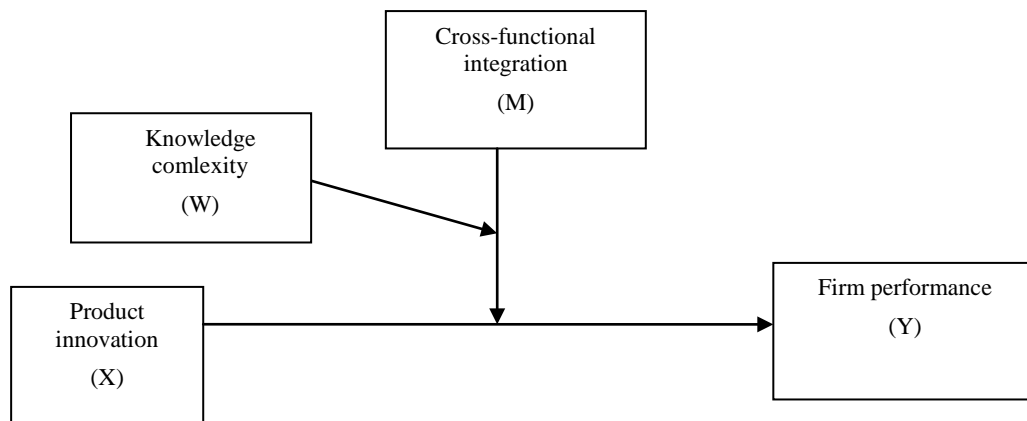 Cross-functional
integration
(M)
Knowledge
comlexity
(W)
Product
innovation
(X)
Firm performance
(Y)